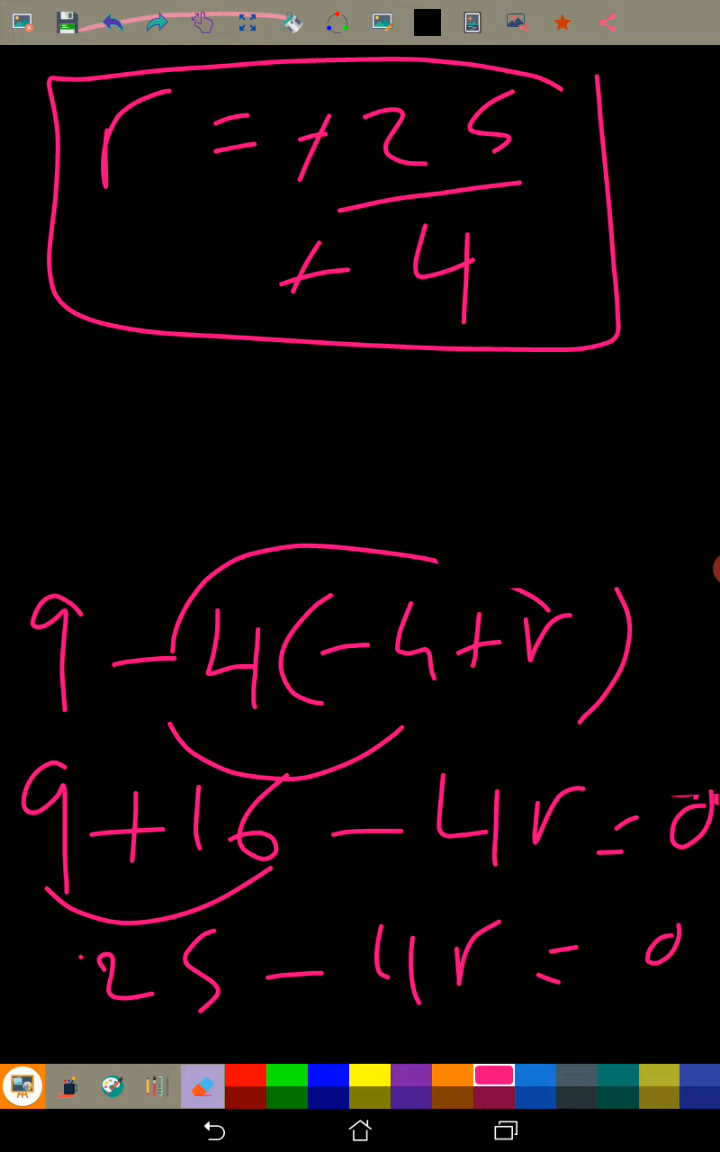 r = +25
+ 4
9 - 4(-4+r)
9+16 - 4r = 0
25 - 4r = 0